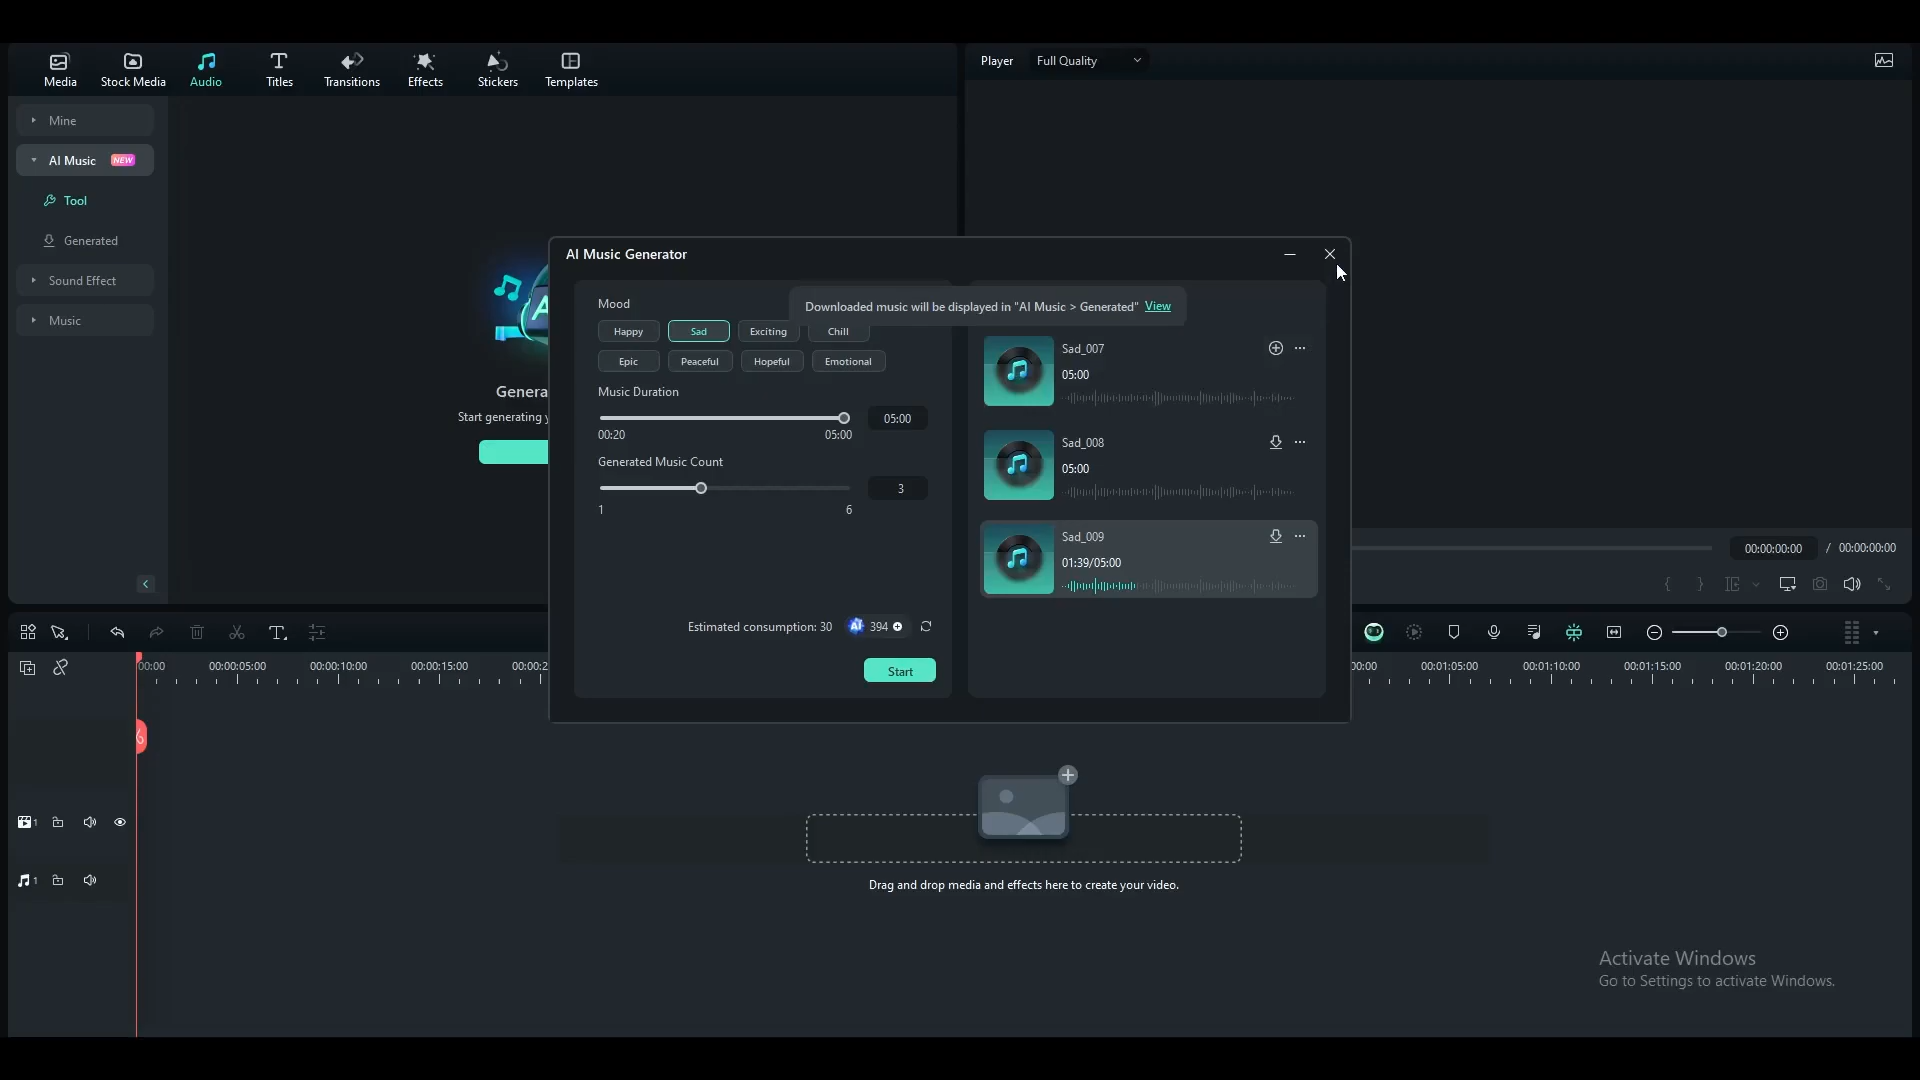 Media
Stock Media
Audio
Titles
Transitions
Effects
Stickers
Templates
Player
Full Quality
Mine
AI Music NEW
Tool
Generated
Sound Effect
Music
Genera
Start generating y
AI Music Generator
Downloaded music will be displayed in "AI Music > Generated" View
Mood
Happy
Sad
Exciting
Chill
Epic
Peaceful
Hopeful
Emotional
Music Duration
05:00
00:20
05:00
Generated Music Count
3
1
6
Estimated consumption: 30
AI 394
Start
Sad_007
05:00
Sad_008
05:00
Sad_009
01:39/05:00
00:00:00:00 / 00:00:00:00
00:00
00:00:05:00
00:00:10:00
00:00:15:00
00:00:2
00:00
00:01:05:00
00:01:10:00
00:01:15:00
00:01:20:00
00:01:25:00
1
1
Drag and drop media and effects here to create your video.
Activate Windows
Go to Settings to activate Windows.